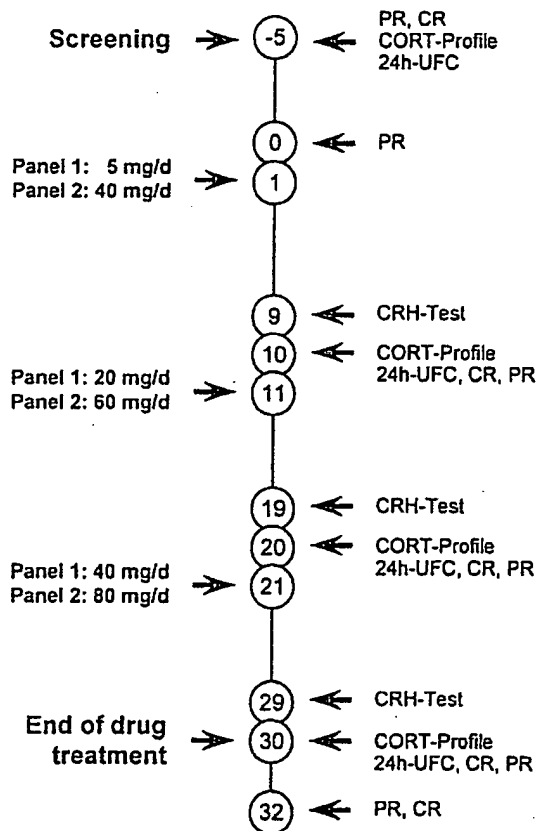 Screening
-5
PR, CR
CORT-Profile
24h-UFC
0
PR
Panel 1: 5 mg/d
Panel 2: 40 mg/d
1
9
CRH-Test
10
CORT-Profile
24h-UFC, CR, PR
Panel 1: 20 mg/d
Panel 2: 60 mg/d
11
19
CRH-Test
20
CORT-Profile
24h-UFC, CR, PR
Panel 1: 40 mg/d
Panel 2: 80 mg/d
21
29
CRH-Test
End of drug
treatment
30
CORT-Profile
24h-UFC, CR, PR
32
PR, CR